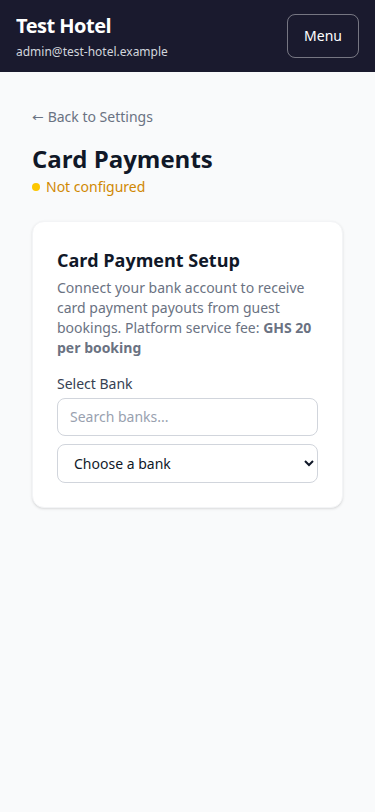 Test Hotel
admin@test-hotel.example
Menu
← Back to Settings
Card Payments
Not configured
Card Payment Setup
Connect your bank account to receive
card payment payouts from guest
bookings. Platform service fee: GHS 20
per booking
Select Bank
Search banks...
Choose a bank